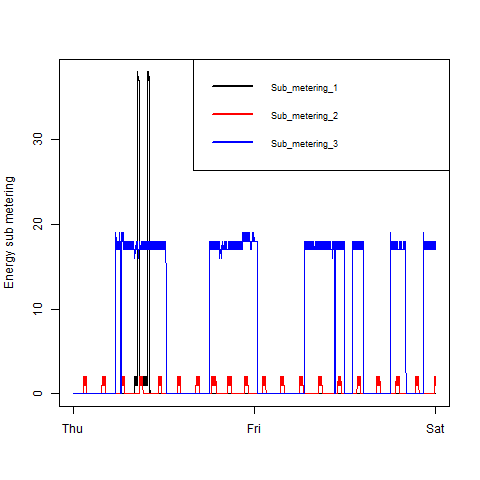 Sub_metering_1
Sub_metering_2
Sub_metering_3
Energy sub metering
30
20
10
0
Thu Fri Sat